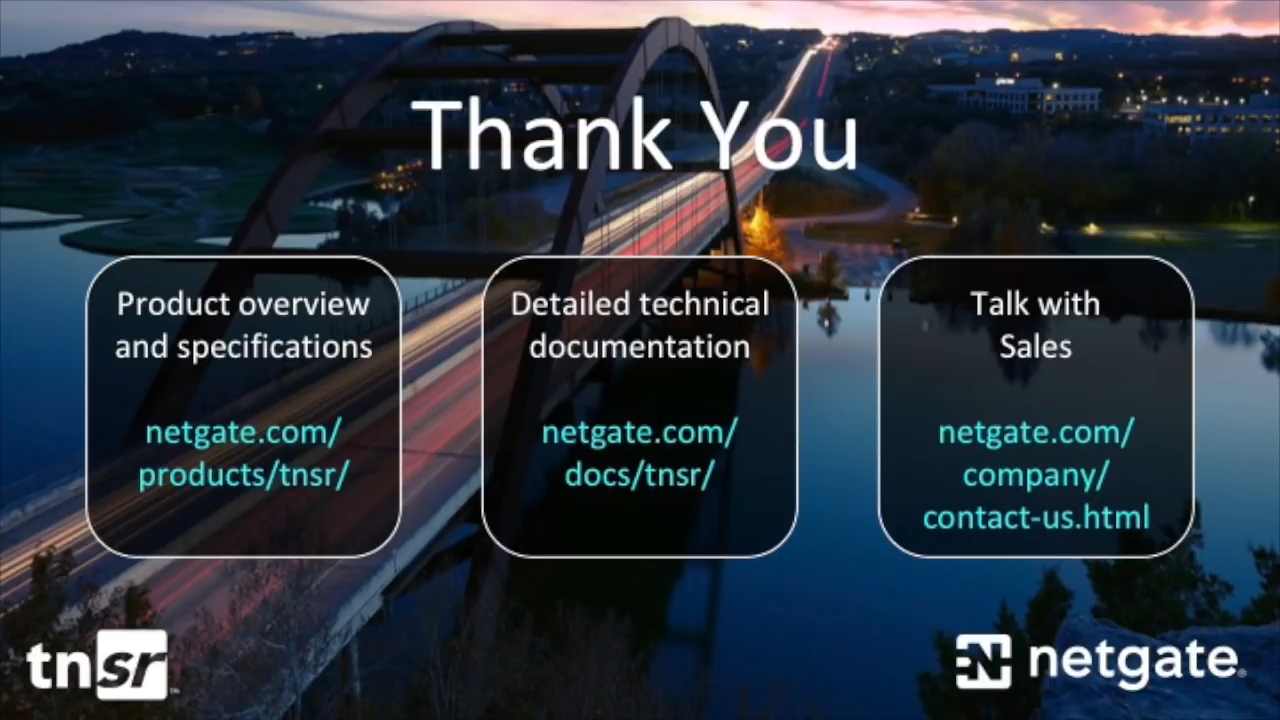 Thank You
Product overview
and specifications
netgate.com/
products/tnsr/
Detailed technical
documentation
netgate.com/
docs/tnsr/
Talk with
Sales
netgate.com/
company/
contact-us.html
tnsr™
netgate®